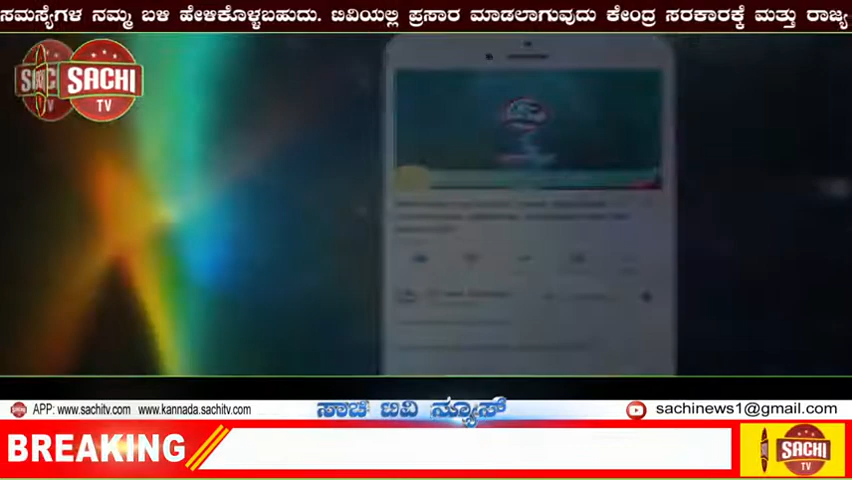 ಸಮಸ್ಯೆಗಳ ನಮ್ಮ ಬಳಿ ಹೇಳಿಕೊಳ್ಳಬಹುದು. ಟಿವಿಯಲ್ಲಿ ಪ್ರಸಾರ ಮಾಡಲಾಗುವುದು ಕೇಂದ್ರ ಸರಕಾರಕ್ಕೆ ಮತ್ತು ರಾಜ್ಯ
SACHI
TV
APP: www.sachitv.com www.kannada.sachitv.com
ಸಾಚಿ ಟಿವಿ ನ್ಯೂಸ್
sachinews1@gmail.com
BREAKING
SACHI
TV